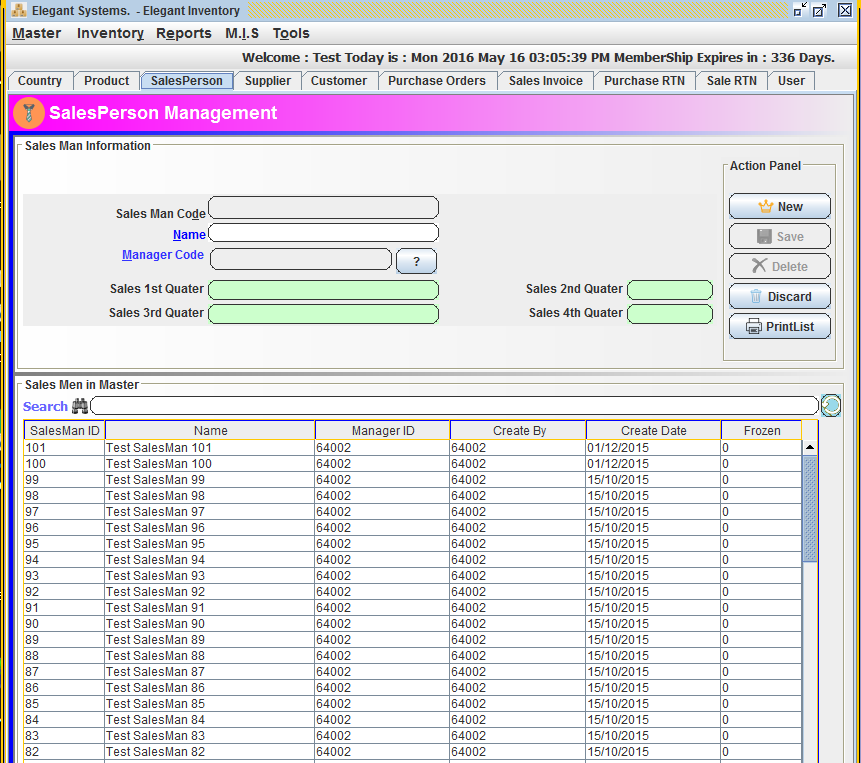 Elegant Systems. - Elegant Inventory
Master Inventory Reports M.I.S Tools
Welcome : Test Today is : Mon 2016 May 16 03:05:39 PM MemberShip Expires in : 336 Days.
Country Product SalesPerson Supplier Customer Purchase Orders Sales Invoice Purchase RTN Sale RTN User
SalesPerson Management
Sales Man Information
Action Panel
Sales Man Code
New
Name
Save
Manager Code ?
Delete
Sales 1st Quater Sales 2nd Quater
Discard
Sales 3rd Quater Sales 4th Quater
PrintList
Sales Men in Master
Search
SalesMan ID Name Manager ID Create By Create Date Frozen
101 Test SalesMan 101 64002 64002 01/12/2015 0
100 Test SalesMan 100 64002 64002 01/12/2015 0
99 Test SalesMan 99 64002 64002 15/10/2015 0
98 Test SalesMan 98 64002 64002 15/10/2015 0
97 Test SalesMan 97 64002 64002 15/10/2015 0
96 Test SalesMan 96 64002 64002 15/10/2015 0
95 Test SalesMan 95 64002 64002 15/10/2015 0
94 Test SalesMan 94 64002 64002 15/10/2015 0
93 Test SalesMan 93 64002 64002 15/10/2015 0
92 Test SalesMan 92 64002 64002 15/10/2015 0
91 Test SalesMan 91 64002 64002 15/10/2015 0
90 Test SalesMan 90 64002 64002 15/10/2015 0
89 Test SalesMan 89 64002 64002 15/10/2015 0
88 Test SalesMan 88 64002 64002 15/10/2015 0
87 Test SalesMan 87 64002 64002 15/10/2015 0
86 Test SalesMan 86 64002 64002 15/10/2015 0
85 Test SalesMan 85 64002 64002 15/10/2015 0
84 Test SalesMan 84 64002 64002 15/10/2015 0
83 Test SalesMan 83 64002 64002 15/10/2015 0
82 Test SalesMan 82 64002 64002 15/10/2015 0